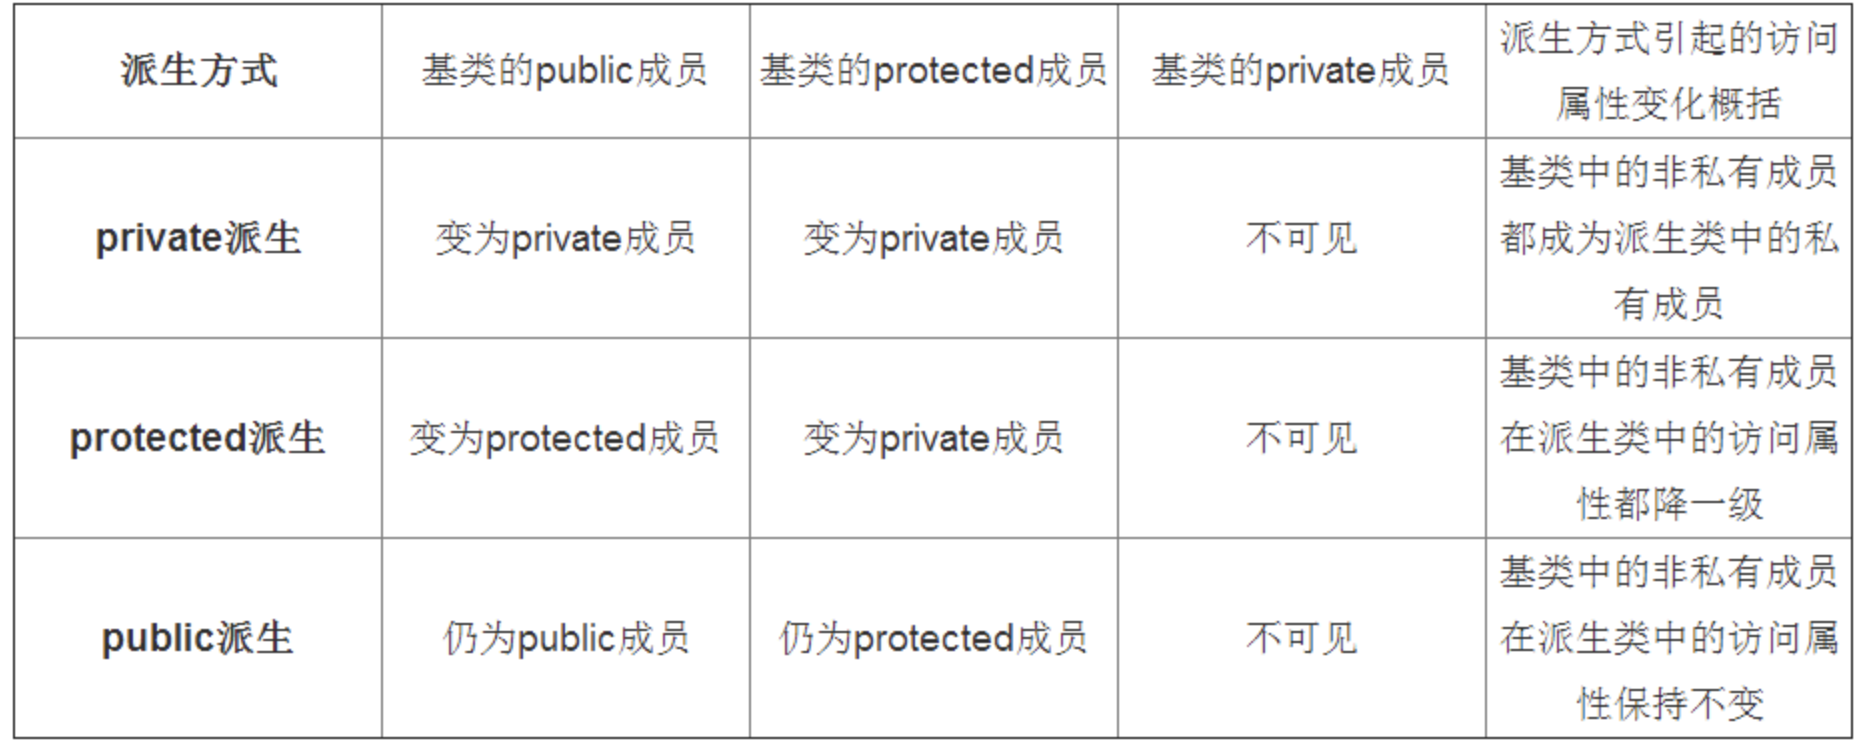 派生方式
基类的public成员
基类的protected成员
基类的private成员
派生方式引起的访问
属性变化概括
private派生
变为private成员
变为private成员
不可见
基类中的非私有成员
都成为派生类中的私
有成员
protected派生
变为protected成员
变为private成员
不可见
基类中的非私有成员
在派生类中的访问属
性都降一级
public派生
仍为public成员
仍为protected成员
不可见
基类中的非私有成员
在派生类中的访问属
性保持不变